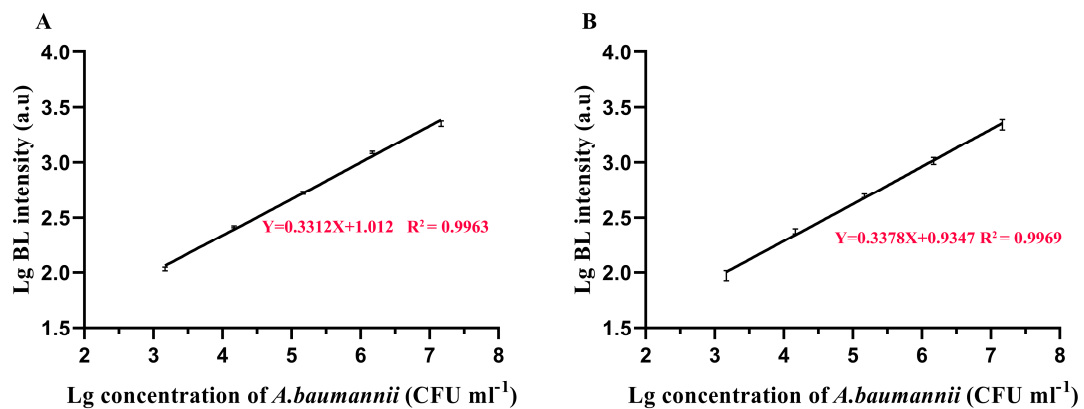 A
Lg BL intensity (a.u)
4.0
3.5
3.0
2.5
2.0
1.5
Y=0.3312X+1.012 R² = 0.9963
2 3 4 5 6 7 8
Lg concentration of A.baumannii (CFU ml⁻¹)
B
Lg BL intensity (a.u)
4.0
3.5
3.0
2.5
2.0
1.5
Y=0.3378X+0.9347 R² = 0.9969
2 3 4 5 6 7 8
Lg concentration of A.baumannii (CFU ml⁻¹)